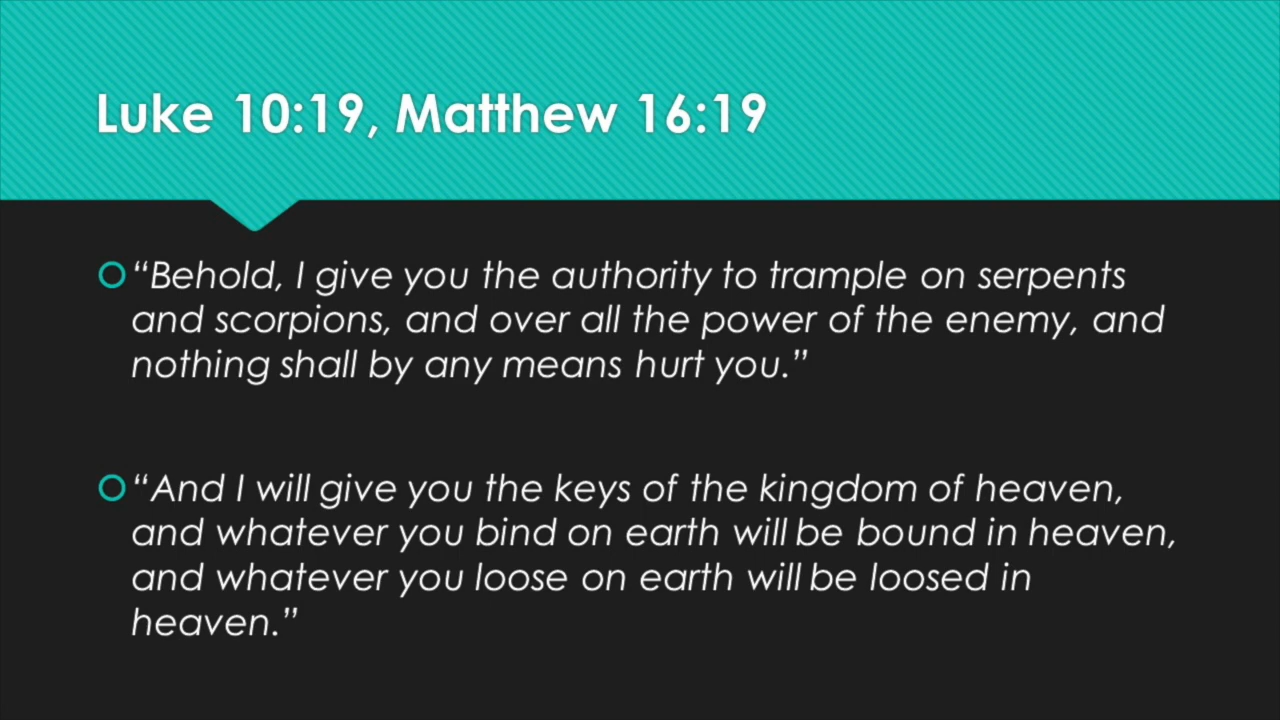 Luke 10:19, Matthew 16:19
“Behold, I give you the authority to trample on serpents
and scorpions, and over all the power of the enemy, and
nothing shall by any means hurt you.”
“And I will give you the keys of the kingdom of heaven,
and whatever you bind on earth will be bound in heaven,
and whatever you loose on earth will be loosed in
heaven.”